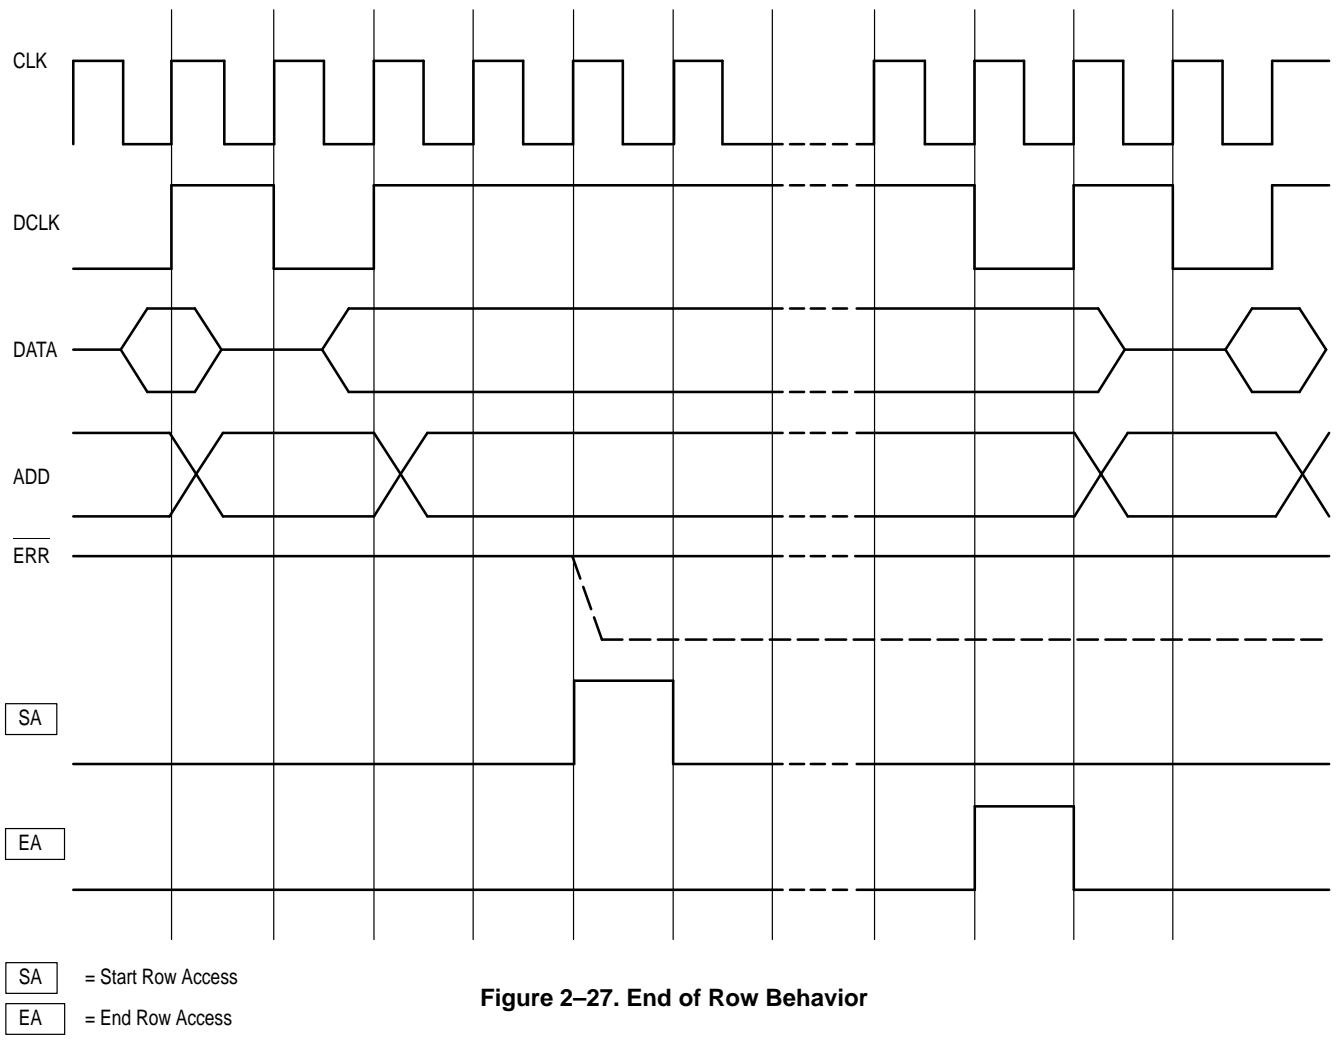 CLK
DCLK
DATA
ADD
ERR
SA
EA
SA = Start Row Access
EA = End Row Access
Figure 2–27. End of Row Behavior